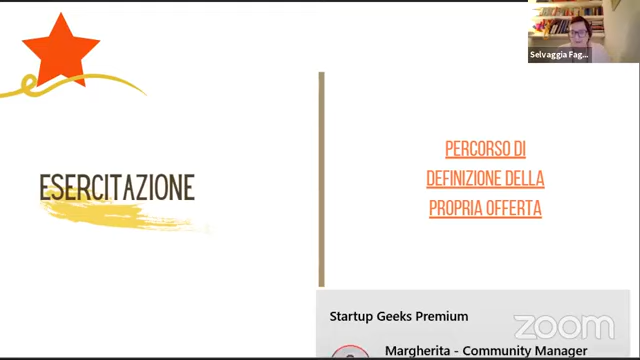 Selvaggia Fag...
ESERCITAZIONE
PERCORSO DI
DEFINIZIONE DELLA
PROPRIA OFFERTA
Startup Geeks Premium
Margherita - Community Manager
zoom